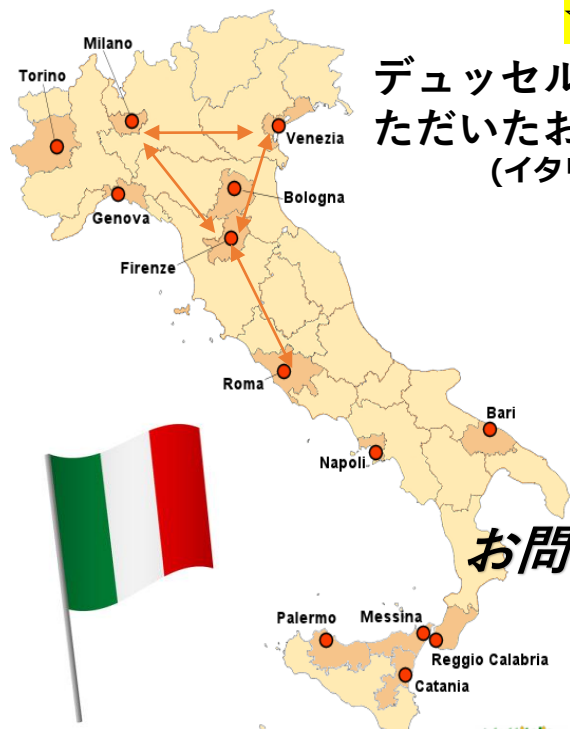 Milano
Torino
デュッセル
Venezia
ただいたお
(イタリ
Bologna
Genova
Firenze
Roma
Bari
Napoli
お問
Palermo
Messina
Reggio Calabria
Catania